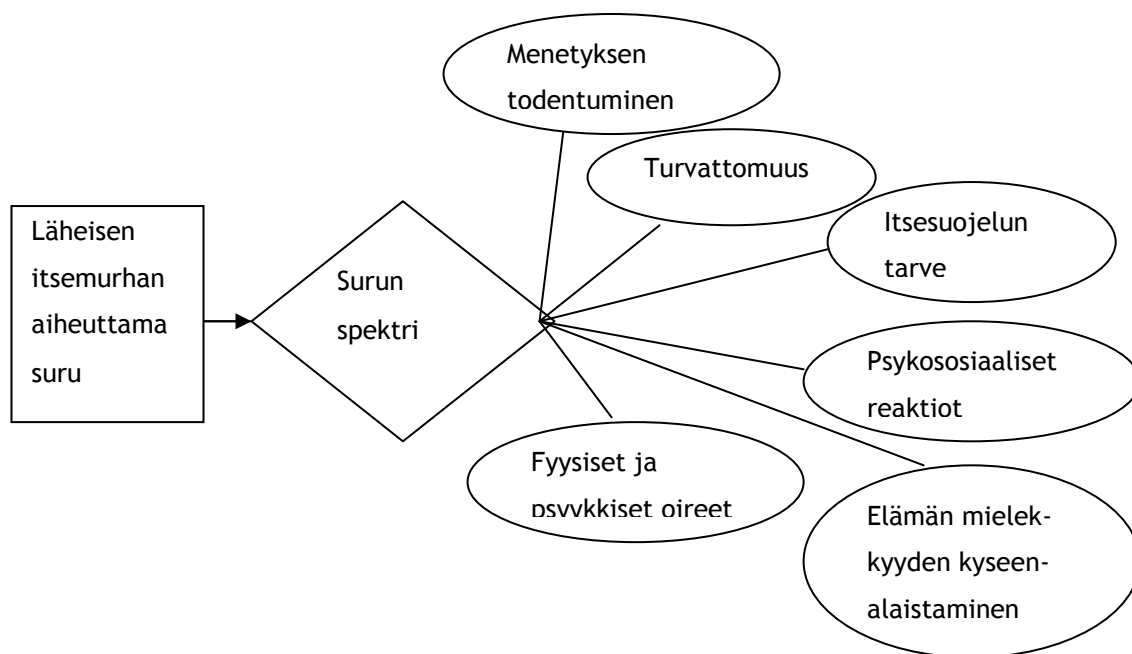 Menetyksen
todentuminen
Turvattomuus
Itsesuojelun
tarve
Läheisen
itsemurhan
aiheuttama
suru
Surun
spektri
Psykososiaaliset
reaktiot
Fyysiset ja
psyykkiset oireet
Elämän mielek-
kyyden kyseen-
alaistaminen